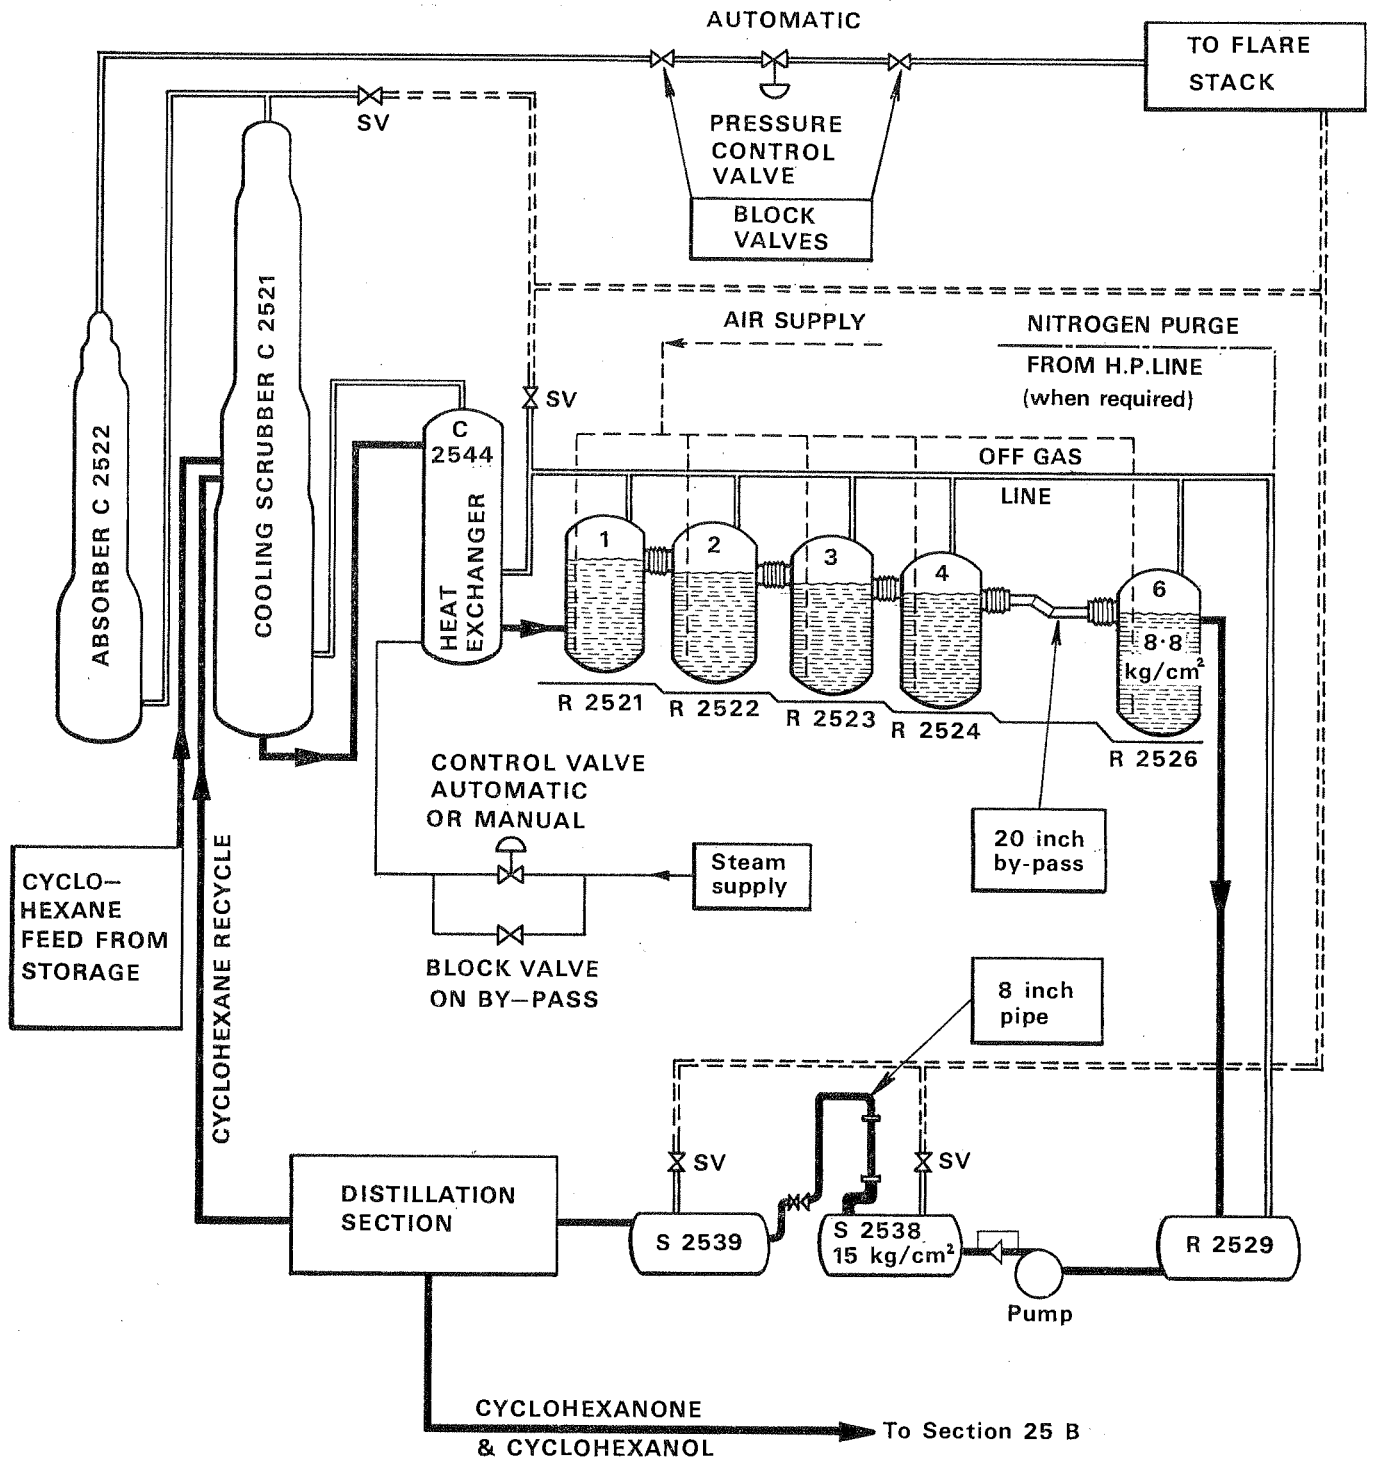 AUTOMATIC
TO FLARE
STACK
SV
PRESSURE
CONTROL
VALVE
BLOCK
VALVES
AIR SUPPLY
NITROGEN PURGE
FROM H.P.LINE
(when required)
SV
ABSORBER C 2522
COOLING SCRUBBER C 2521
C
2544
HEAT
EXCHANGER
OFF GAS
LINE
1
2
3
4
6
8·8
kg/cm²
R 2521
R 2522
R 2523
R 2524
R 2526
CONTROL VALVE
AUTOMATIC
OR MANUAL
Steam
supply
20 inch
by-pass
CYCLO—
HEXANE
FEED FROM
STORAGE
CYCLOHEXANE RECYCLE
BLOCK VALVE
ON BY—PASS
8 inch
pipe
SV
SV
DISTILLATION
SECTION
S 2539
S 2538
15 kg/cm²
R 2529
Pump
CYCLOHEXANONE
& CYCLOHEXANOL
To Section 25 B